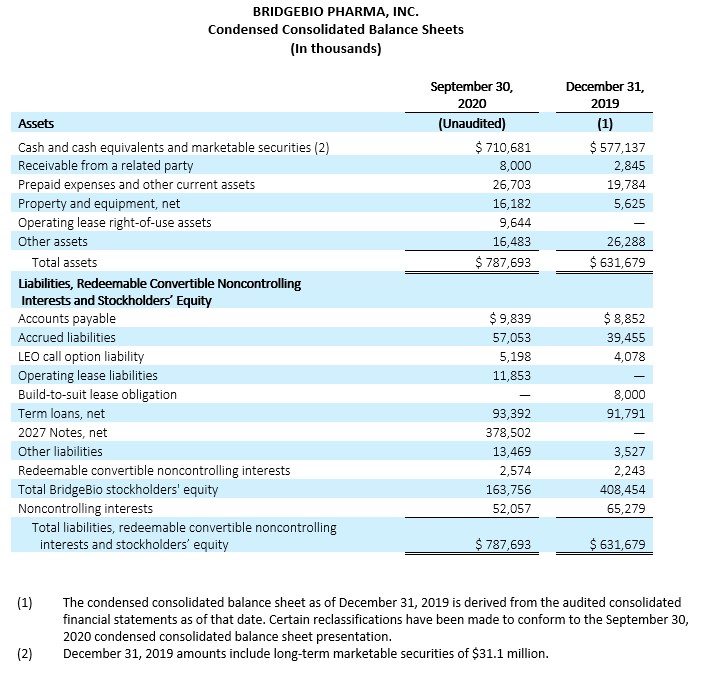 BRIDGEBIO PHARMA, INC.
Condensed Consolidated Balance Sheets
(In thousands)
September 30, 2020 December 31, 2019
Assets (Unaudited) (1)
Cash and cash equivalents and marketable securities (2) $ 710,681 $ 577,137
Receivable from a related party 8,000 2,845
Prepaid expenses and other current assets 26,703 19,784
Property and equipment, net 16,182 5,625
Operating lease right-of-use assets 9,644 —
Other assets 16,483 26,288
Total assets $ 787,693 $ 631,679
Liabilities, Redeemable Convertible Noncontrolling
Interests and Stockholders’ Equity
Accounts payable $ 9,839 $ 8,852
Accrued liabilities 57,053 39,455
LEO call option liability 5,198 4,078
Operating lease liabilities 11,853 —
Build-to-suit lease obligation — 8,000
Term loans, net 93,392 91,791
2027 Notes, net 378,502 —
Other liabilities 13,469 3,527
Redeemable convertible noncontrolling interests 2,574 2,243
Total BridgeBio stockholders' equity 163,756 408,454
Noncontrolling interests 52,057 65,279
Total liabilities, redeemable convertible noncontrolling
interests and stockholders’ equity $ 787,693 $ 631,679
(1) The condensed consolidated balance sheet as of December 31, 2019 is derived from the audited consolidated
financial statements as of that date. Certain reclassifications have been made to conform to the September 30,
2020 condensed consolidated balance sheet presentation.
(2) December 31, 2019 amounts include long-term marketable securities of $31.1 million.